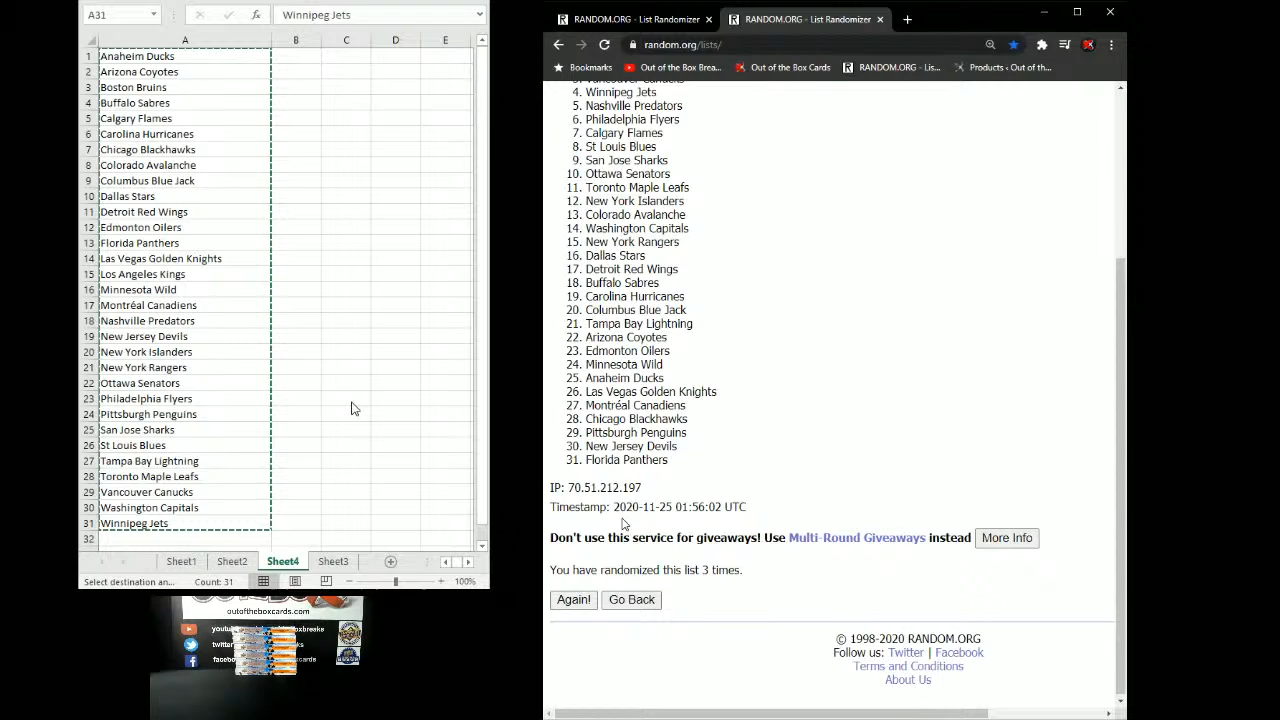 A31
Winnipeg Jets
A B C D E
1 Anaheim Ducks
2 Arizona Coyotes
3 Boston Bruins
4 Buffalo Sabres
5 Calgary Flames
6 Carolina Hurricanes
7 Chicago Blackhawks
8 Colorado Avalanche
9 Columbus Blue Jack
10 Dallas Stars
11 Detroit Red Wings
12 Edmonton Oilers
13 Florida Panthers
14 Las Vegas Golden Knights
15 Los Angeles Kings
16 Minnesota Wild
17 Montréal Canadiens
18 Nashville Predators
19 New Jersey Devils
20 New York Islanders
21 New York Rangers
22 Ottawa Senators
23 Philadelphia Flyers
24 Pittsburgh Penguins
25 San Jose Sharks
26 St Louis Blues
27 Tampa Bay Lightning
28 Toronto Maple Leafs
29 Vancouver Canucks
30 Washington Capitals
31 Winnipeg Jets
32
Sheet1 Sheet2 Sheet4 Sheet3
Select destination an... Count: 31 100%
outoftheboxcards.com
RANDOM.ORG - List Randomizer
RANDOM.ORG - List Randomizer
random.org/lists/
Bookmarks Out of the Box Brea... Out of the Box Cards RANDOM.ORG - Lis... Products ‹ Out of th...
3. Vancouver Canucks
4. Winnipeg Jets
5. Nashville Predators
6. Philadelphia Flyers
7. Calgary Flames
8. St Louis Blues
9. San Jose Sharks
10. Ottawa Senators
11. Toronto Maple Leafs
12. New York Islanders
13. Colorado Avalanche
14. Washington Capitals
15. New York Rangers
16. Dallas Stars
17. Detroit Red Wings
18. Buffalo Sabres
19. Carolina Hurricanes
20. Columbus Blue Jack
21. Tampa Bay Lightning
22. Arizona Coyotes
23. Edmonton Oilers
24. Minnesota Wild
25. Anaheim Ducks
26. Las Vegas Golden Knights
27. Montréal Canadiens
28. Chicago Blackhawks
29. Pittsburgh Penguins
30. New Jersey Devils
31. Florida Panthers
IP: 70.51.212.197
Timestamp: 2020-11-25 01:56:02 UTC
Don't use this service for giveaways! Use Multi-Round Giveaways instead More Info
You have randomized this list 3 times.
Again! Go Back
© 1998-2020 RANDOM.ORG
Follow us: Twitter | Facebook
Terms and Conditions
About Us